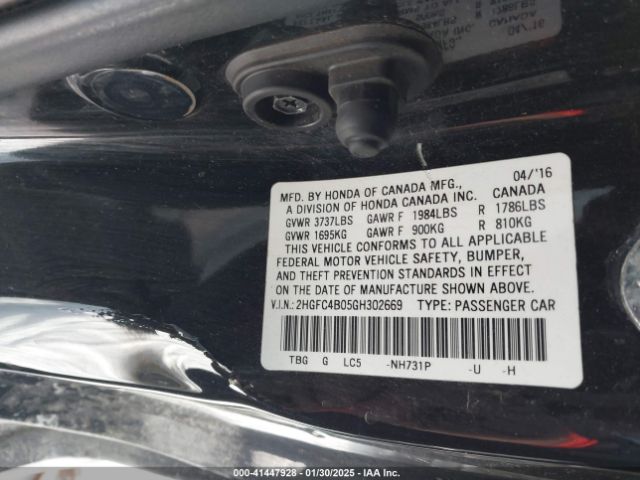 MFD. BY HONDA OF CANADA MFG., 04/'16
A DIVISION OF HONDA CANADA INC. CANADA
GVWR 3737LBS GAWR F 1984LBS R 1786LBS
GVWR 1695KG GAWR F 900KG R 810KG
THIS VEHICLE CONFORMS TO ALL APPLICABLE
FEDERAL MOTOR VEHICLE SAFETY, BUMPER,
AND THEFT PREVENTION STANDARDS IN EFFECT
ON THE DATE OF MANUFACTURE SHOWN ABOVE.
V.I.N.: 2HGFC4B05GH302669 TYPE: PASSENGER CAR
TBG G LC5 -NH731P -U -H
000-41447928 - 01/30/2025 - IAA Inc.